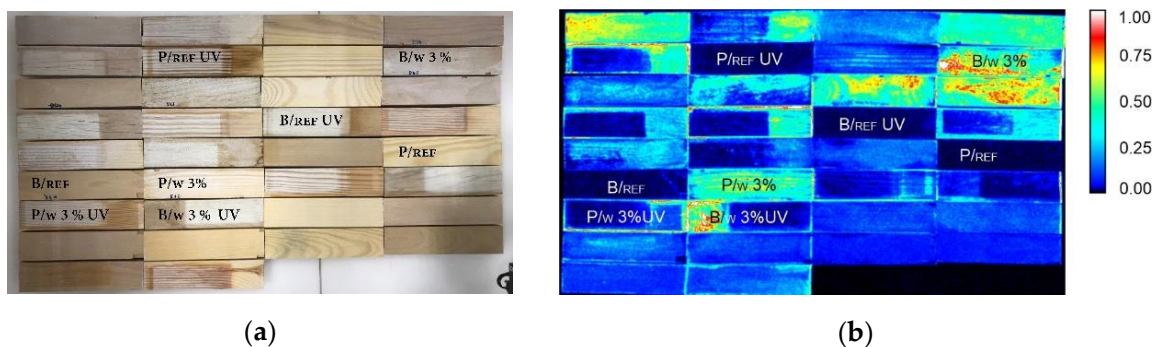 P/REF UV
B/w 3 %
B/REF UV
P/REF
B/REF
P/w 3%
P/w 3 % UV
B/w 3 % UV
(a)
P/REF UV
B/w 3%
B/REF UV
P/REF
B/REF
P/w 3%
P/w 3%UV
B/w 3%UV
1.00
0.75
0.50
0.25
0.00
(b)